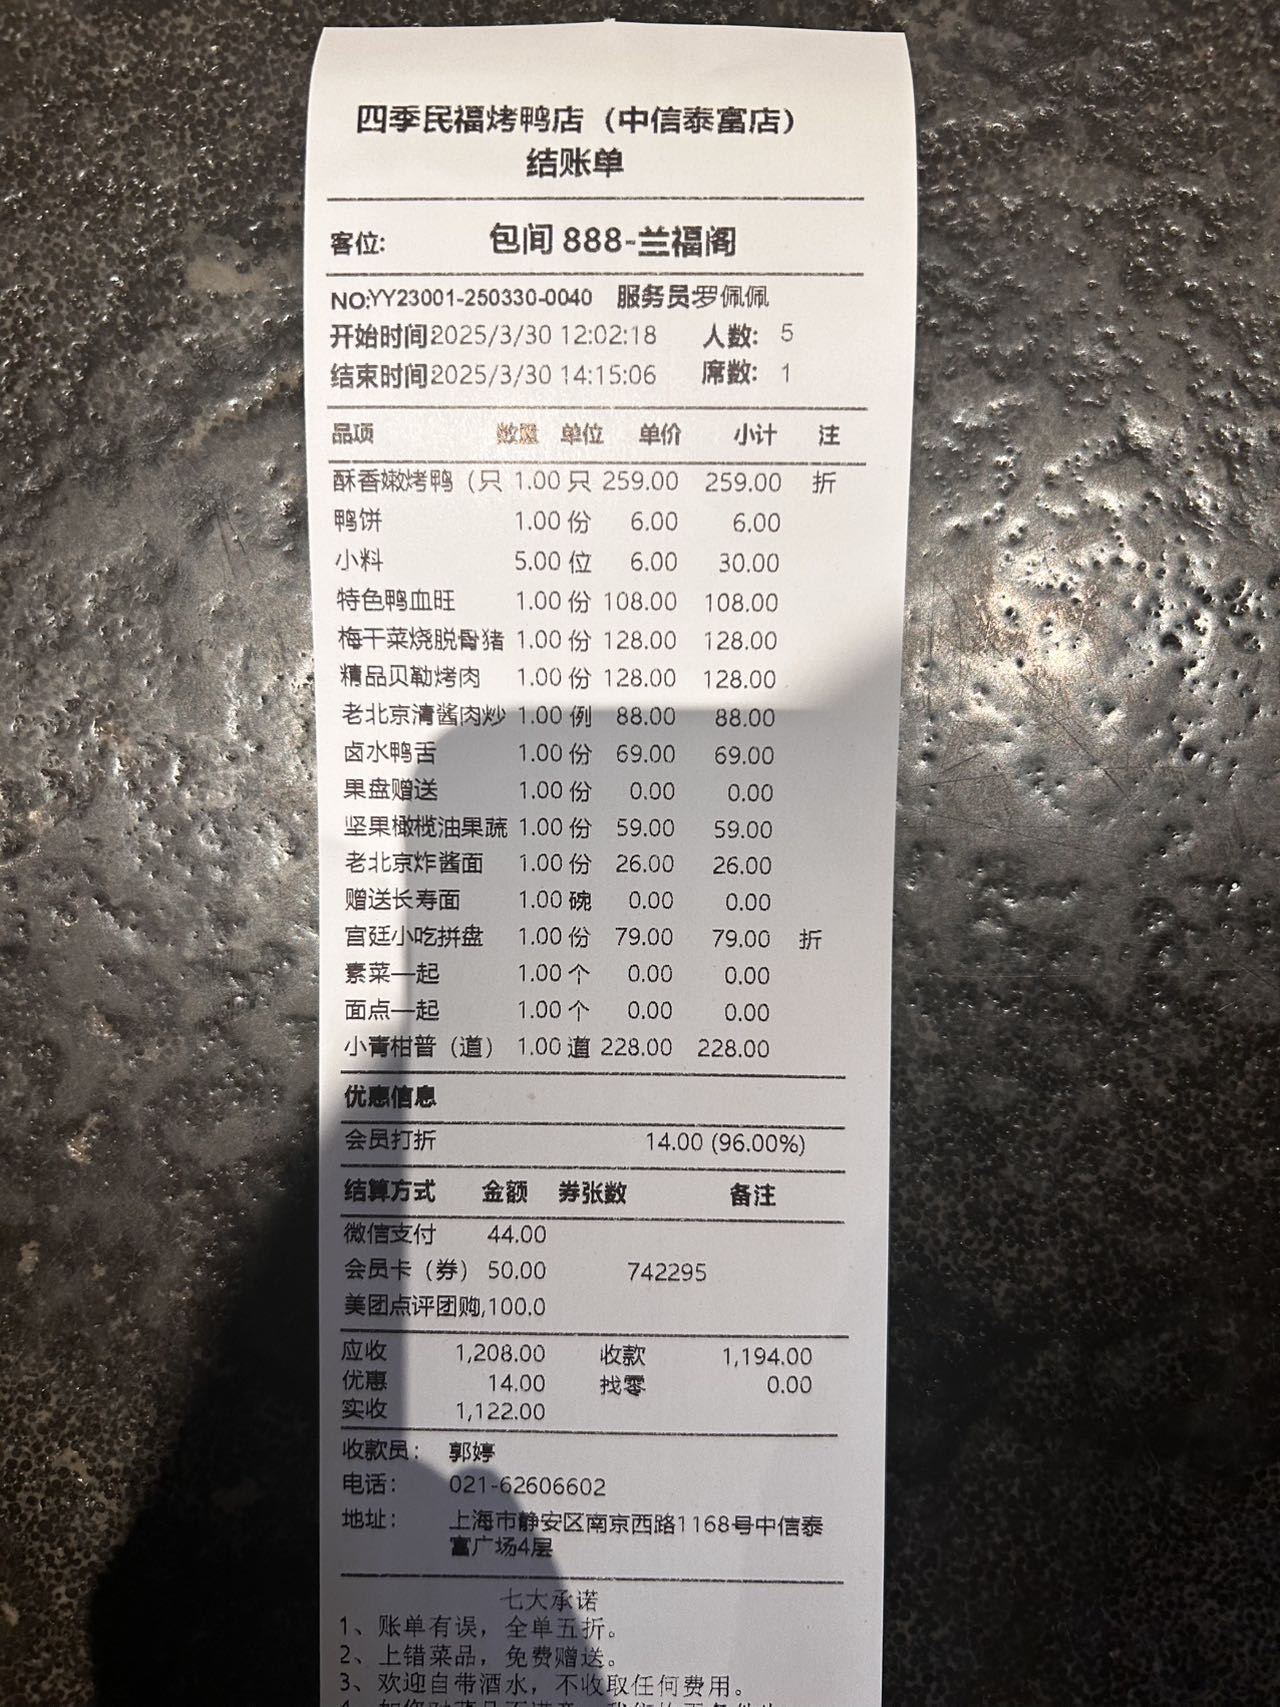 四季民福烤鸭店（中信泰富店）
结账单
客位: 包间 888-兰福阁
NO:YY23001-250330-0040 服务员:罗佩佩
开始时间2025/3/30 12:02:18 人数: 5
结束时间2025/3/30 14:15:06 席数: 1
品项 数量 单位 单价 小计 注
酥香嫩烤鸭（只 1.00 只 259.00 259.00 折
鸭饼 1.00 份 6.00 6.00
小料 5.00 位 6.00 30.00
特色鸭血旺 1.00 份 108.00 108.00
梅干菜烧脱骨猪 1.00 份 128.00 128.00
精品贝勒烤肉 1.00 份 128.00 128.00
老北京清酱肉炒 1.00 例 88.00 88.00
卤水鸭舌 1.00 份 69.00 69.00
果盘赠送 1.00 份 0.00 0.00
坚果橄榄油果蔬 1.00 份 59.00 59.00
老北京炸酱面 1.00 份 26.00 26.00
赠送长寿面 1.00 碗 0.00 0.00
宫廷小吃拼盘 1.00 份 79.00 79.00 折
素菜一起 1.00 个 0.00 0.00
面点一起 1.00 个 0.00 0.00
小青柑普（道） 1.00 道 228.00 228.00
优惠信息
会员打折 14.00 (96.00%)
结算方式 金额 券张数 备注
微信支付 44.00
会员卡（券） 50.00 742295
美团点评团购,100.0
应收 1,208.00 收款 1,194.00
优惠 14.00 找零 0.00
实收 1,122.00
收款员: 郭婷
电话: 021-62606602
地址: 上海市静安区南京西路1168号中信泰
富广场4层
七大承诺
1、账单有误，全单五折。
2、上错菜品，免费赠送。
3、欢迎自带酒水，不收取任何费用。